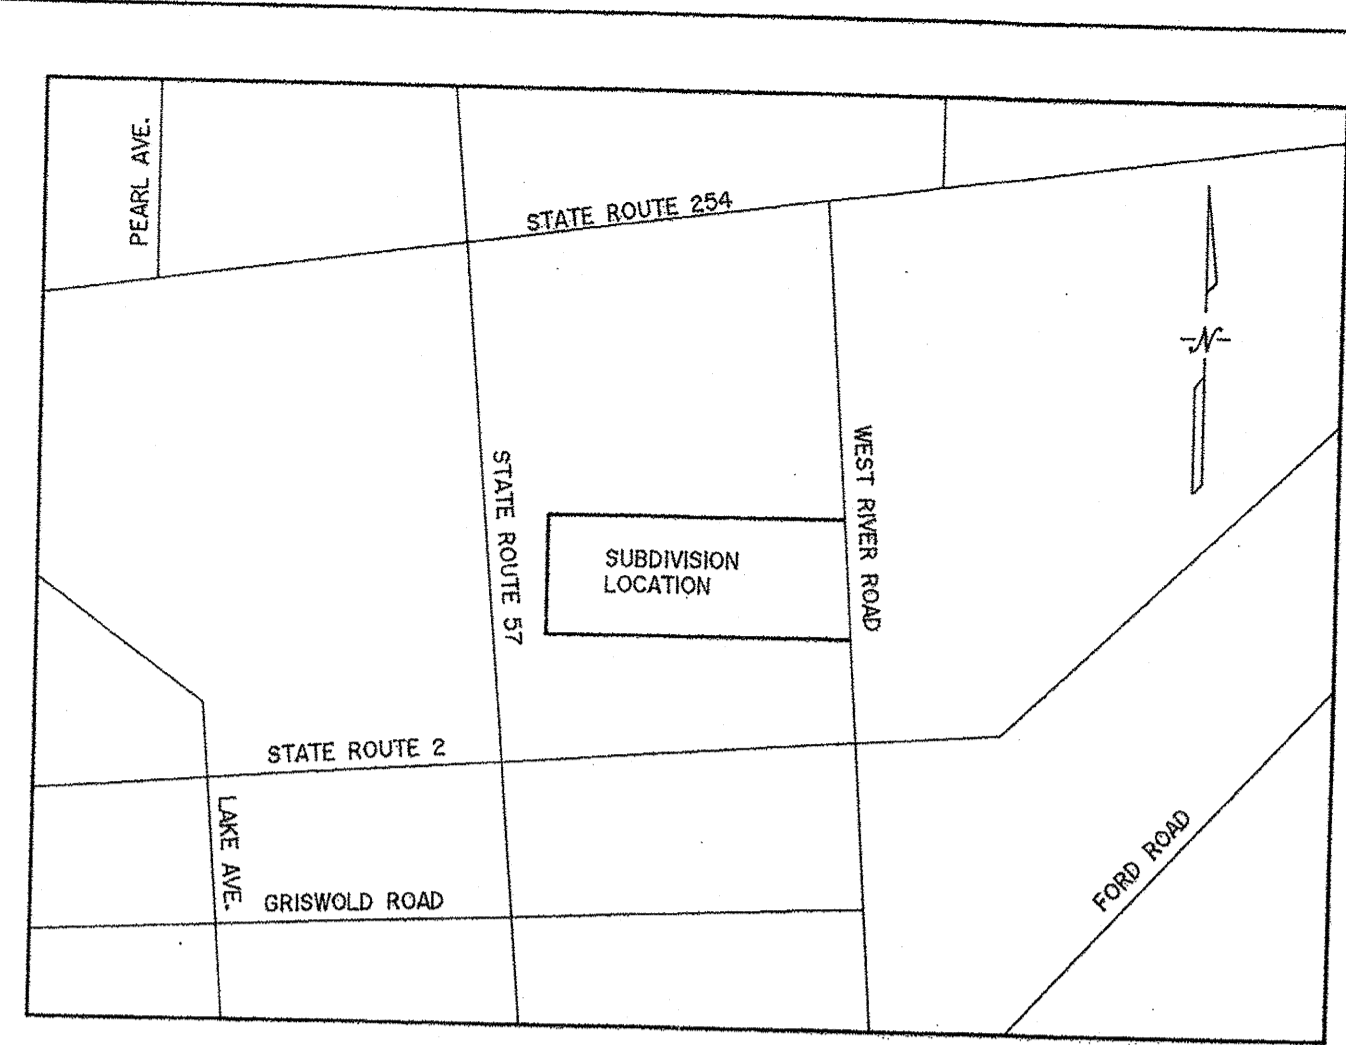 PEARL AVE.
STATE ROUTE 254
-N-
STATE ROUTE 57
WEST RIVER ROAD
SUBDIVISION
LOCATION
STATE ROUTE 2
LAKE AVE.
GRISWOLD ROAD
FORD ROAD